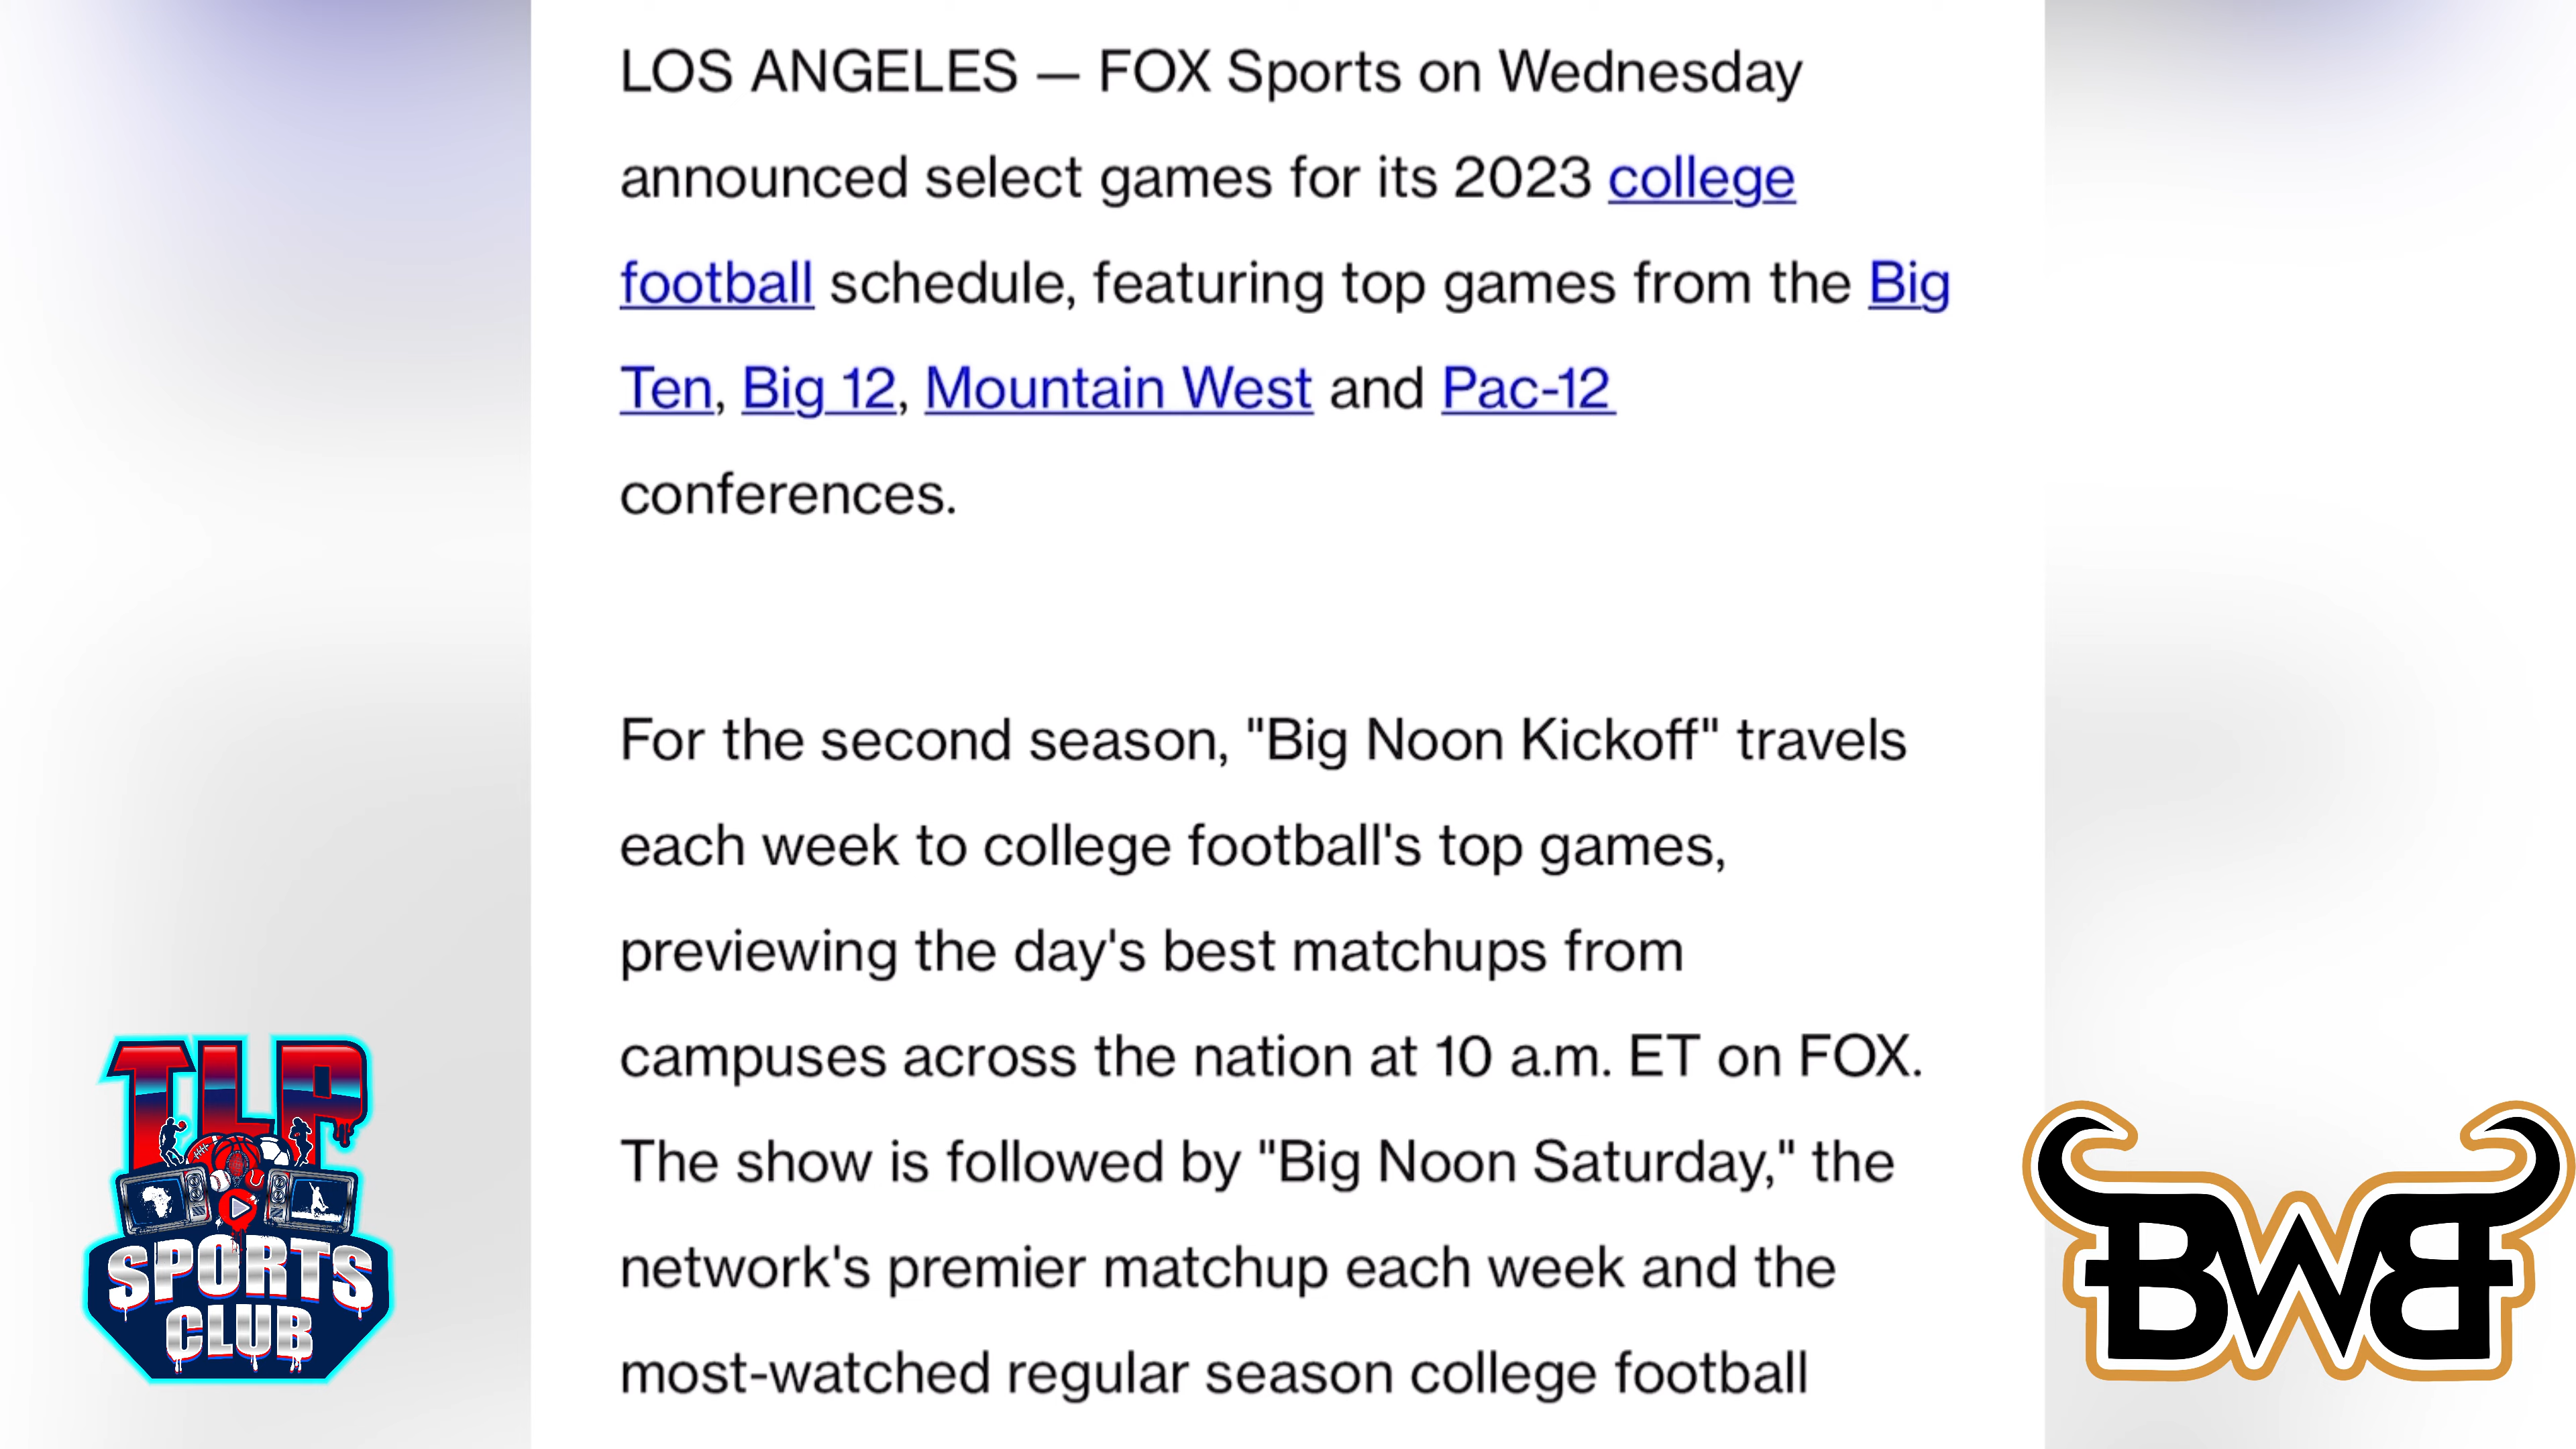 LOS ANGELES — FOX Sports on Wednesday
announced select games for its 2023 college
football schedule, featuring top games from the Big
Ten, Big 12, Mountain West and Pac-12
conferences.
For the second season, "Big Noon Kickoff" travels
each week to college football's top games,
previewing the day's best matchups from
campuses across the nation at 10 a.m. ET on FOX.
The show is followed by "Big Noon Saturday," the
network's premier matchup each week and the
most-watched regular season college football
TLP
SPORTS
CLUB
BWB